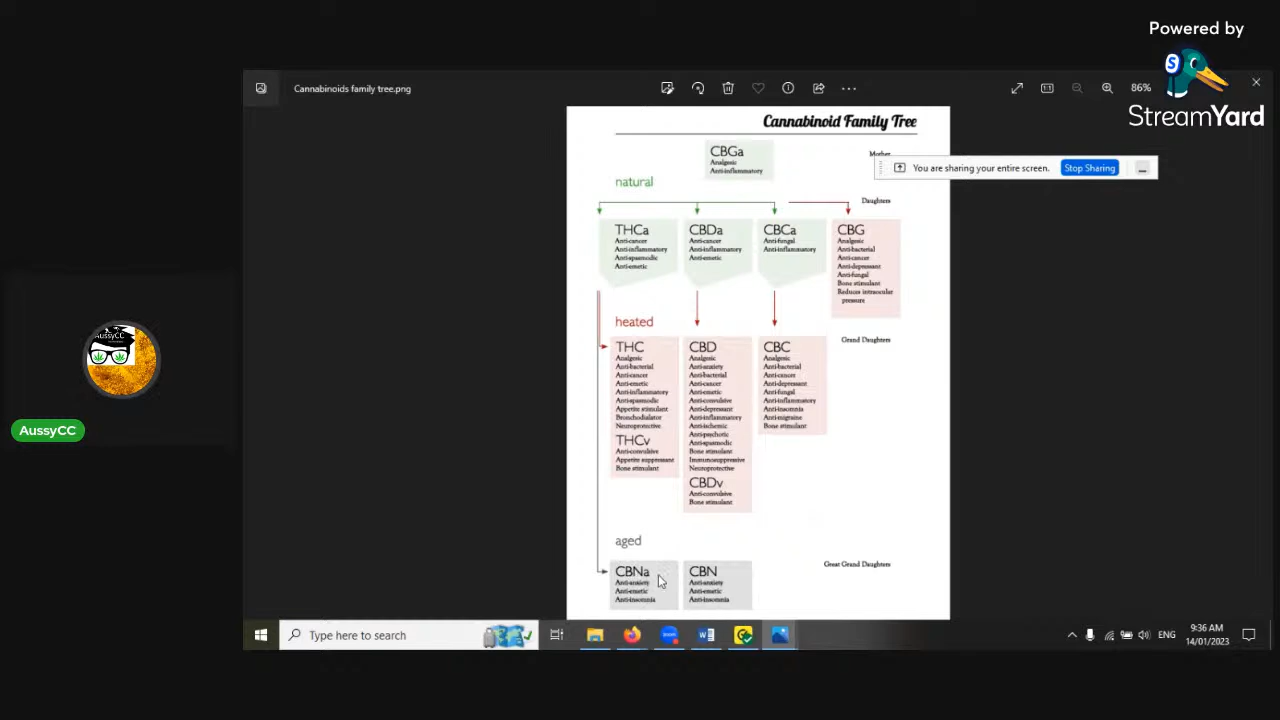 Powered by
S
StreamYard
Cannabinoids family tree.png
86%
You are sharing your entire screen.
Stop Sharing
Cannabinoid Family Tree
Mother
CBGa
Analgesic
Anti-inflammatory
natural
Daughters
THCa
Anti-cancer
Anti-inflammatory
Anti-spasmodic
Anti-emetic
CBDa
Anti-cancer
Anti-inflammatory
Anti-emetic
CBCa
Anti-fungal
Anti-inflammatory
CBG
Analgesic
Anti-bacterial
Anti-cancer
Anti-depressant
Anti-fungal
Bone stimulant
Reduces intraocular
pressure
heated
Grand Daughters
THC
Analgesic
Anti-bacterial
Anti-cancer
Anti-emetic
Anti-inflammatory
Anti-spasmodic
Appetite stimulant
Bronchodialator
Neuroprotective
THCv
Anti-convulsive
Appetite suppressant
Bone stimulant
CBD
Analgesic
Anti-anxiety
Anti-bacterial
Anti-cancer
Anti-emetic
Anti-convulsive
Anti-depressant
Anti-inflammatory
Anti-ischemic
Anti-psychotic
Anti-spasmodic
Bone stimulant
Immunosuppressive
Neuroprotective
CBDv
Anti-convulsive
Bone stimulant
CBC
Analgesic
Anti-bacterial
Anti-cancer
Anti-depressant
Anti-fungal
Anti-inflammatory
Anti-insomnia
Anti-migraine
Bone stimulant
aged
Great Grand Daughters
CBNa
Anti-anxiety
Anti-emetic
Anti-insomnia
CBN
Anti-anxiety
Anti-emetic
Anti-insomnia
AussyCC
AussyCC
Type here to search
ENG
9:36 AM
14/01/2023